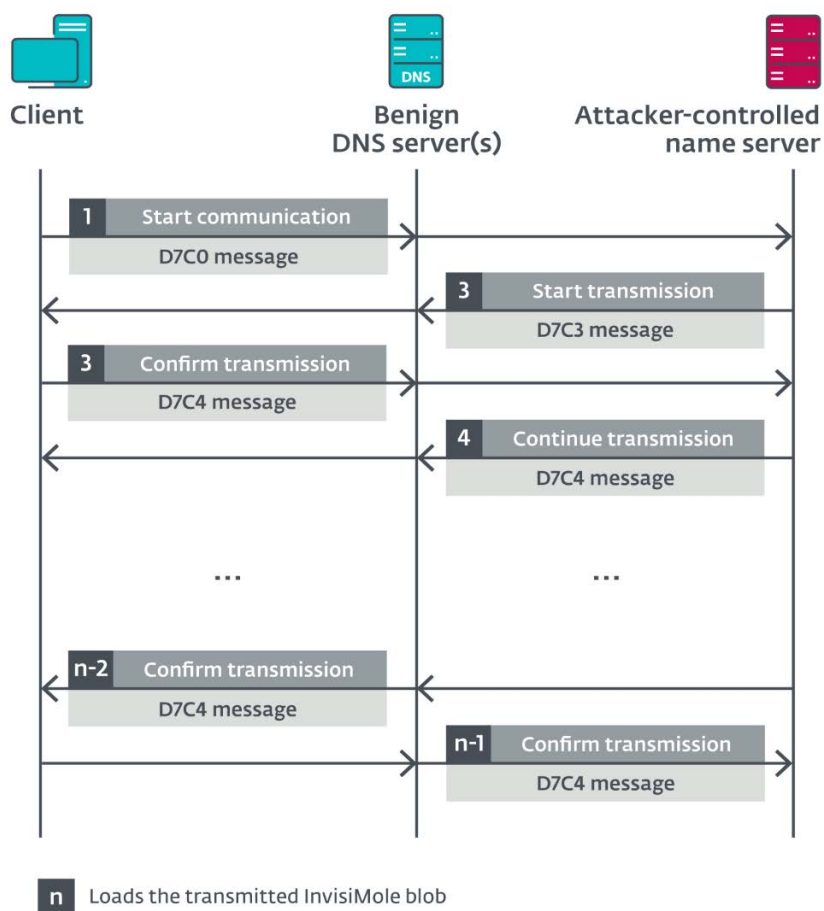 DNS
Client
Benign
DNS server(s)
Attacker-controlled
name server
1 Start communication
D7C0 message
3 Start transmission
D7C3 message
3 Confirm transmission
D7C4 message
4 Continue transmission
D7C4 message
... ...
n-2 Confirm transmission
D7C4 message
n-1 Confirm transmission
D7C4 message
n Loads the transmitted InvisiMole blob